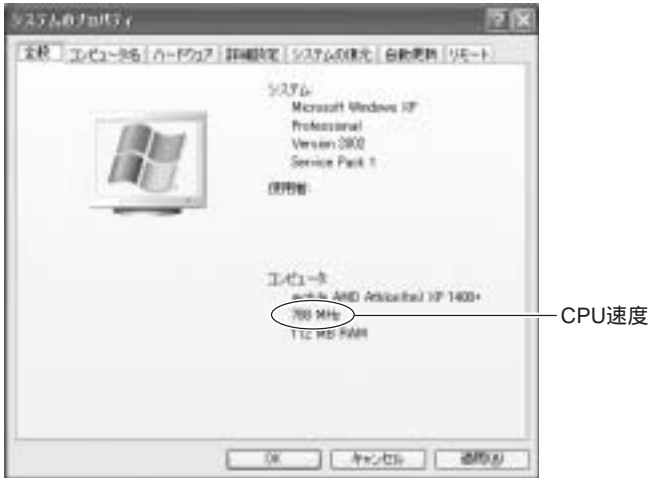 システムのプロパティ
全般 コンピュータ名 ハードウェア 詳細設定 システムの復元 自動更新 リモート
システム
Microsoft Windows XP
Professional
Version 2002
Service Pack 1
使用者:
コンピュータ
mobile AMD Athlon(tm) XP 1400+
MHz
112 MB RAM
CPU速度
OK キャンセル 適用(A)